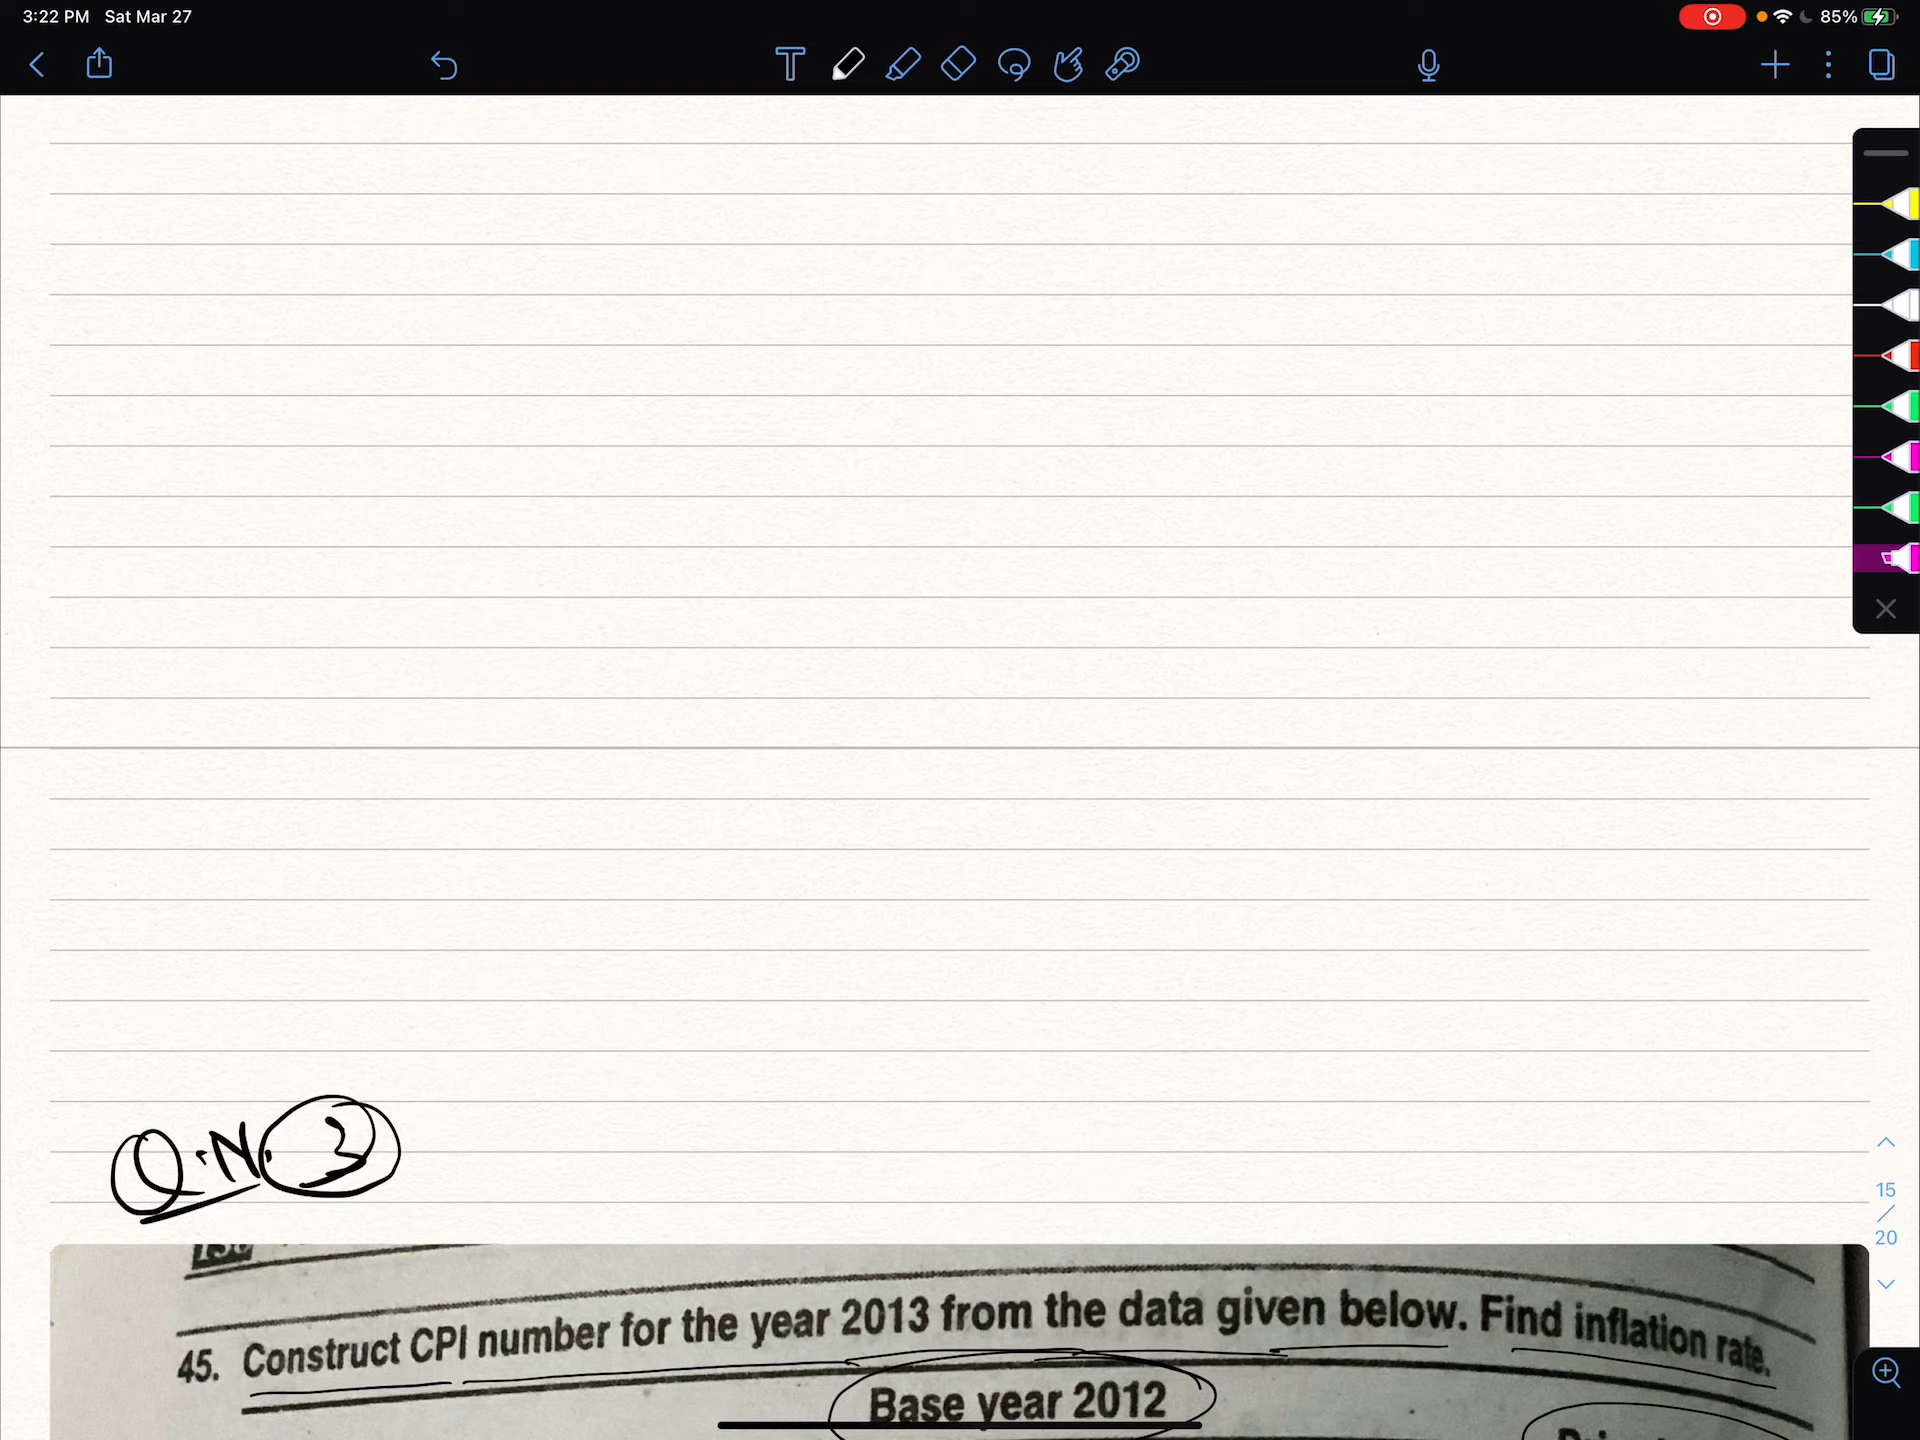 3:22 PM Sat Mar 27
85%
Q.N. 3
15
/
20
45. Construct CPI number for the year 2013 from the data given below. Find inflation rate.
Base year 2012